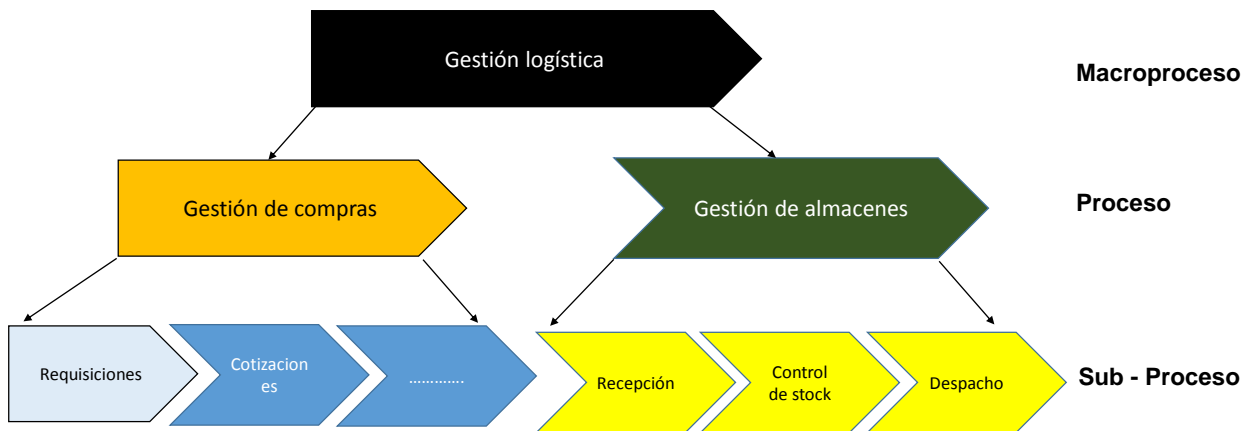 Gestión logística
Macroproceso
Gestión de compras
Gestión de almacenes
Proceso
Requisiciones
Cotizacion
es
.............
Recepción
Control
de stock
Despacho
Sub - Proceso